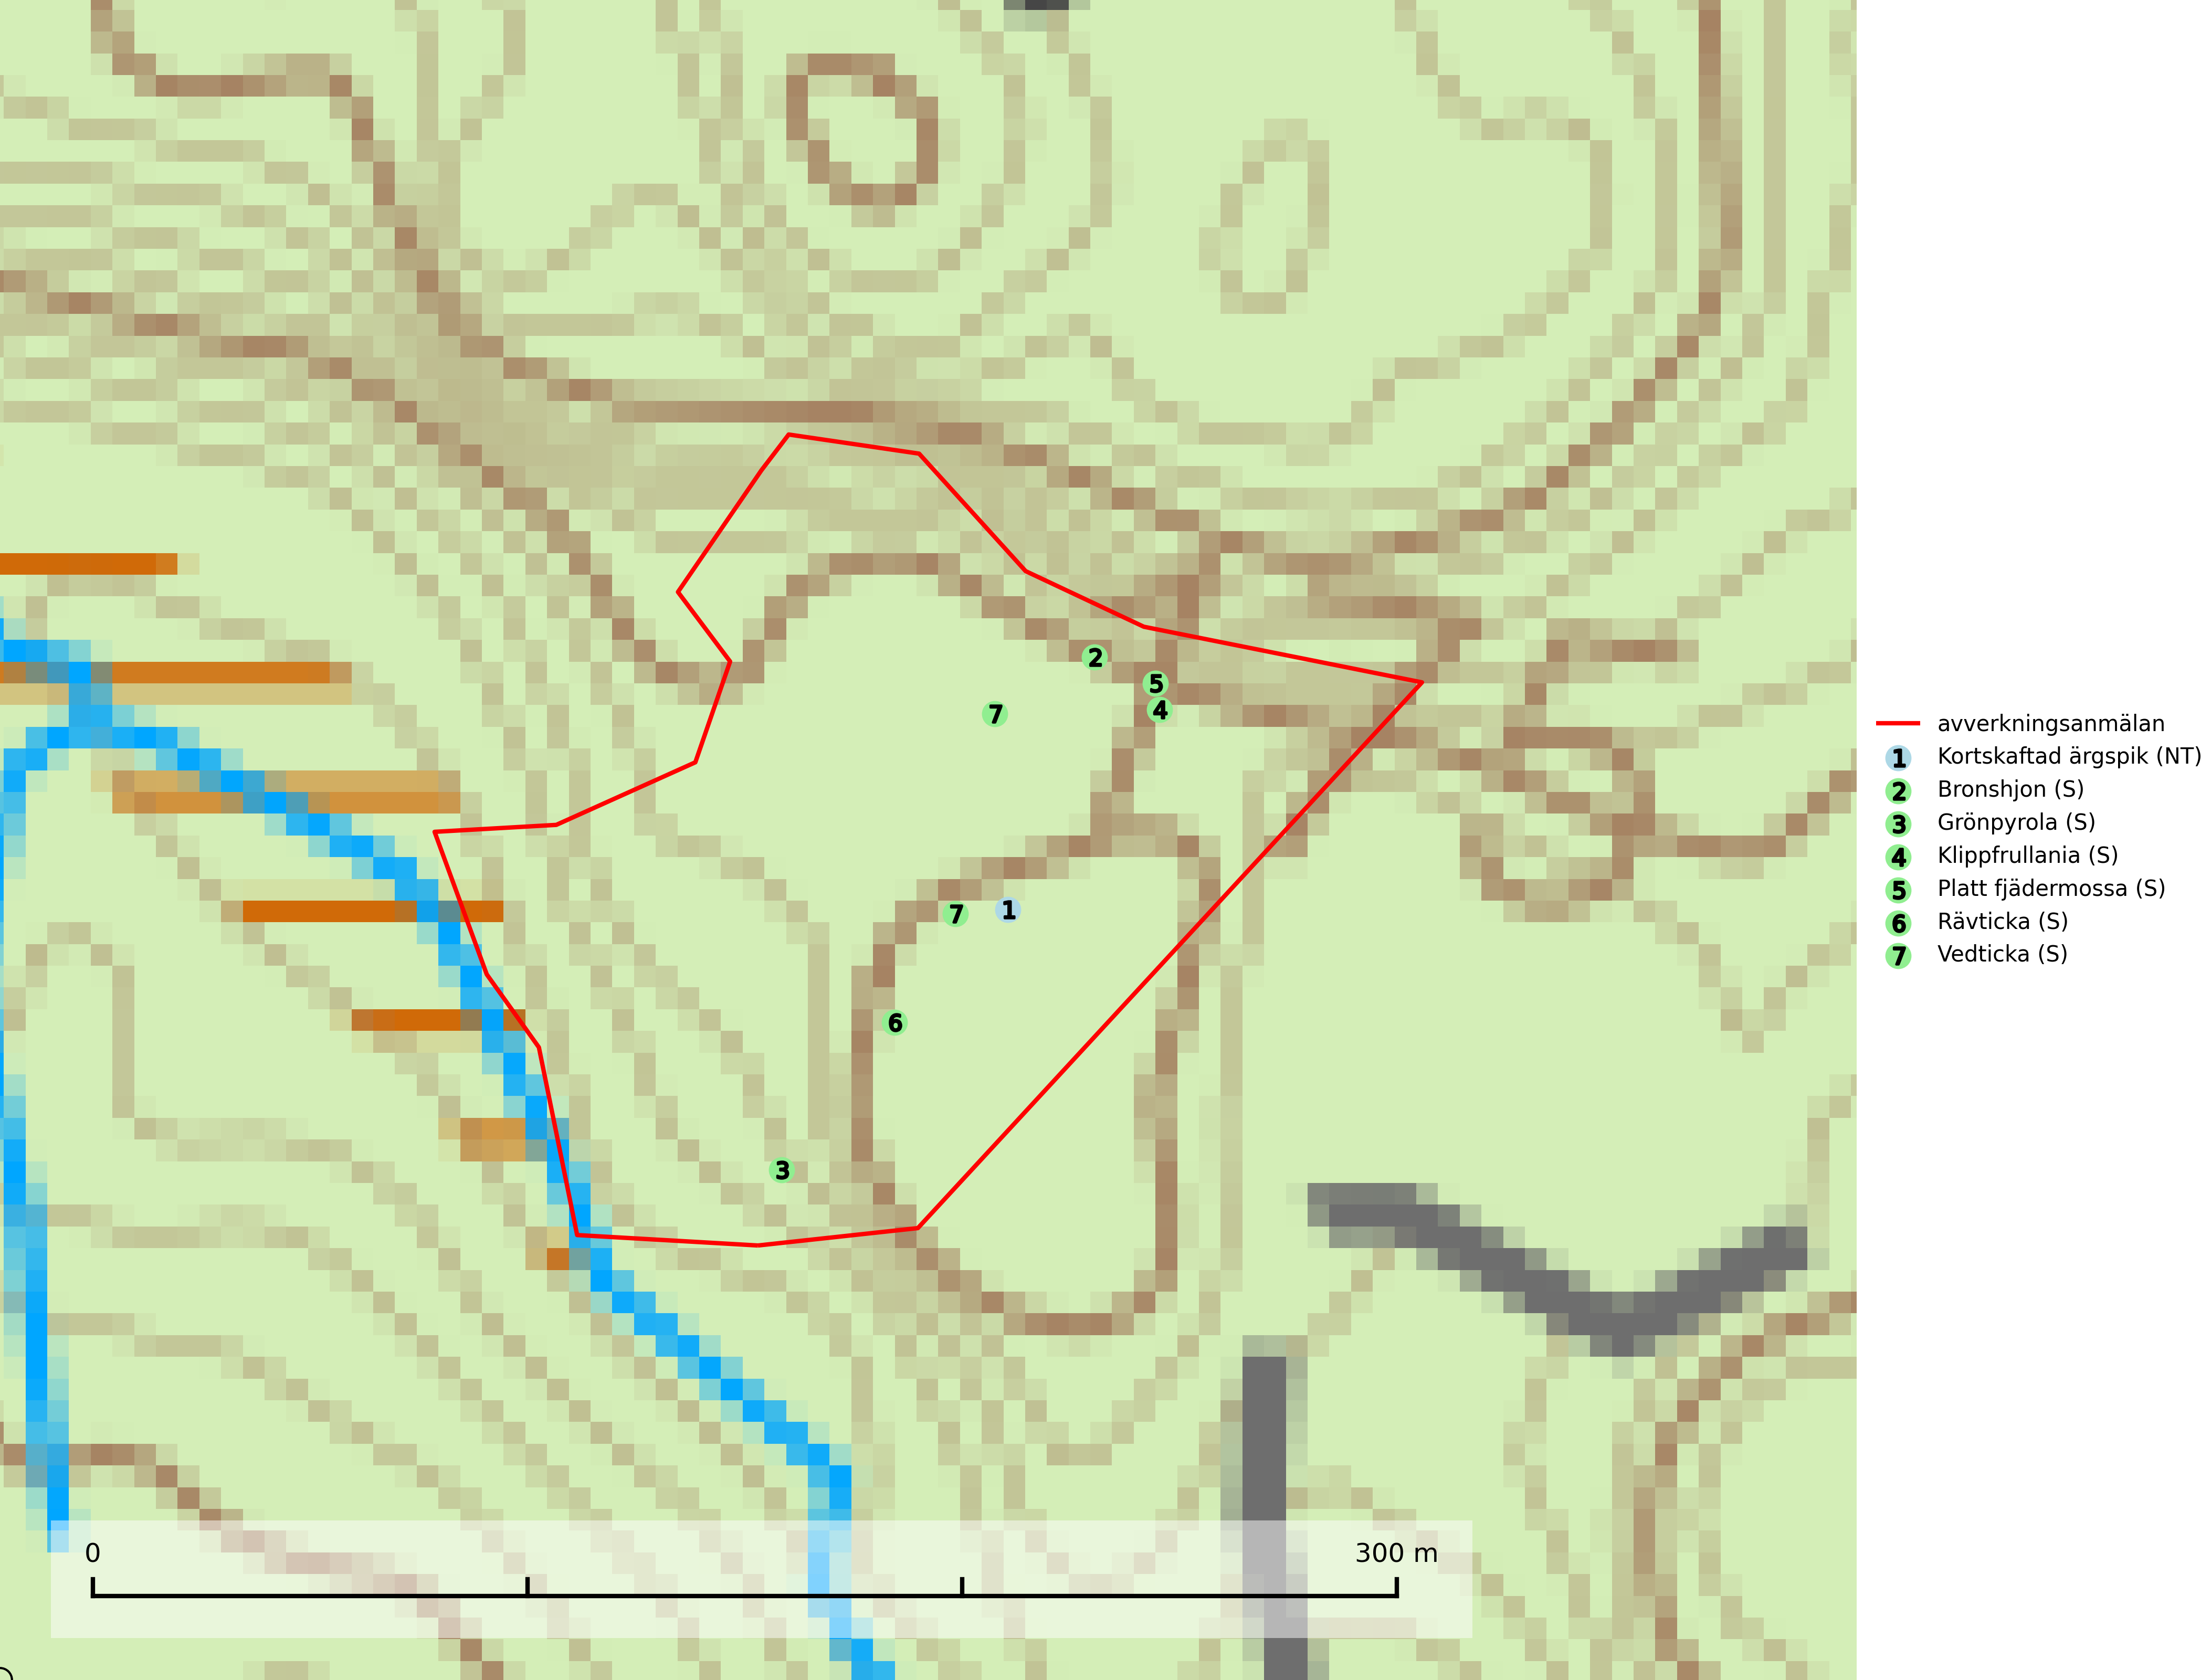 2
5
4
7
7
1
6
3
0
300 m
avverkningsanmälan
1 Kortskaftad ärgspik (NT)
2 Bronshjon (S)
3 Grönpyrola (S)
4 Klippfrullania (S)
5 Platt fjädermossa (S)
6 Rävticka (S)
7 Vedticka (S)